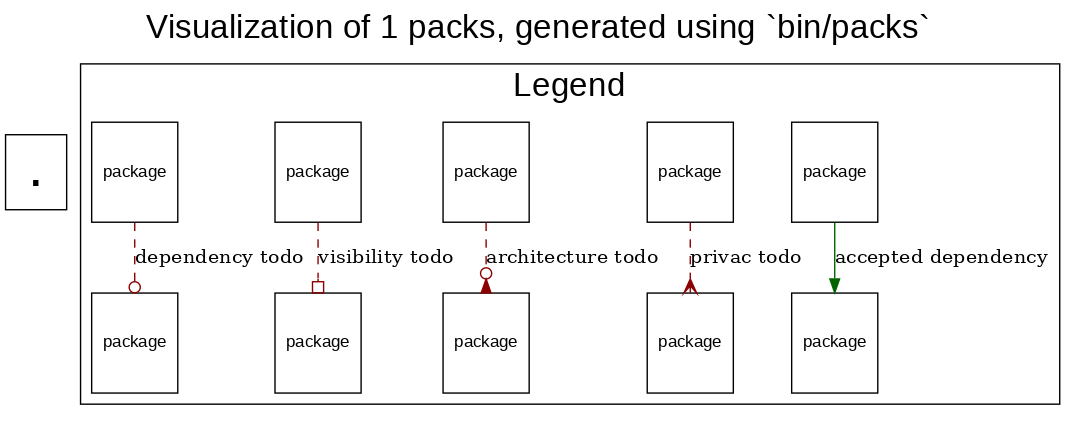 Visualization of 1 packs, generated using `bin/packs`
Legend
.
package package package package package
dependency todo visibility todo architecture todo privac todo accepted dependency
package package package package package